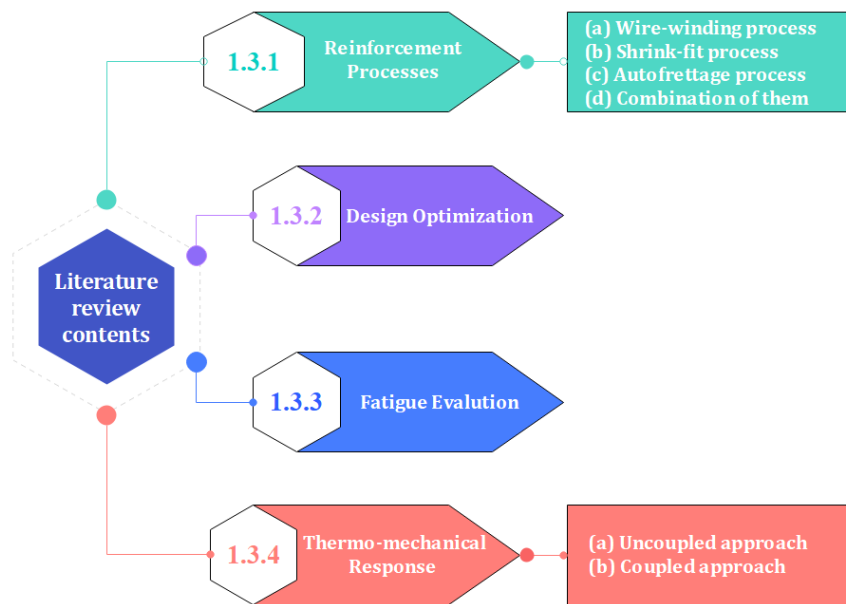 1.3.1
Reinforcement
Processes
(a) Wire-winding process
(b) Shrink-fit process
(c) Autofrettage process
(d) Combination of them
1.3.2
Design Optimization
Literature
review
contents
1.3.3
Fatigue Evalution
1.3.4
Thermo-mechanical
Response
(a) Uncoupled approach
(b) Coupled approach